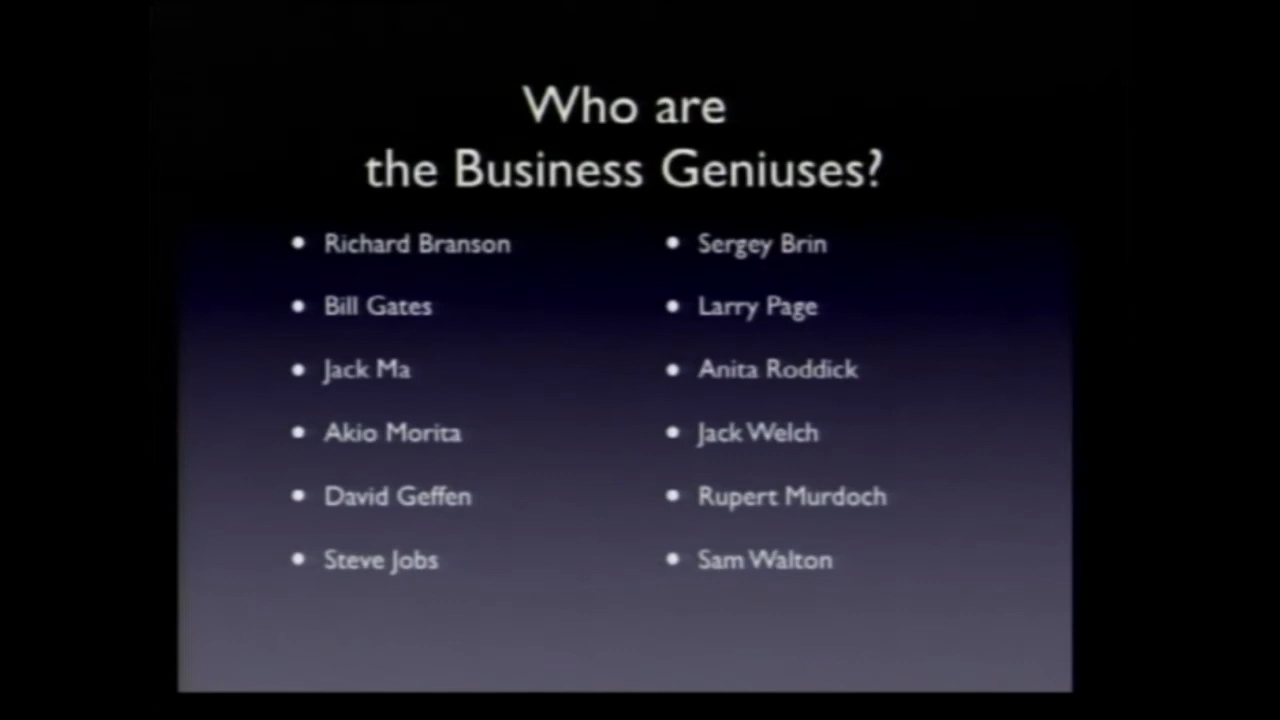 Who are
the Business Geniuses?
• Richard Branson
• Bill Gates
• Jack Ma
• Akio Morita
• David Geffen
• Steve Jobs
• Sergey Brin
• Larry Page
• Anita Roddick
• Jack Welch
• Rupert Murdoch
• Sam Walton